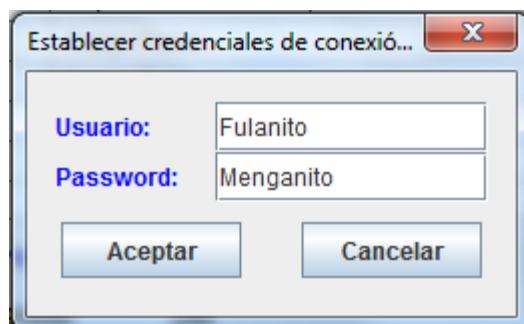 Establecer credenciales de conexió...
Usuario: Fulanito
Password: Menganito
Aceptar Cancelar